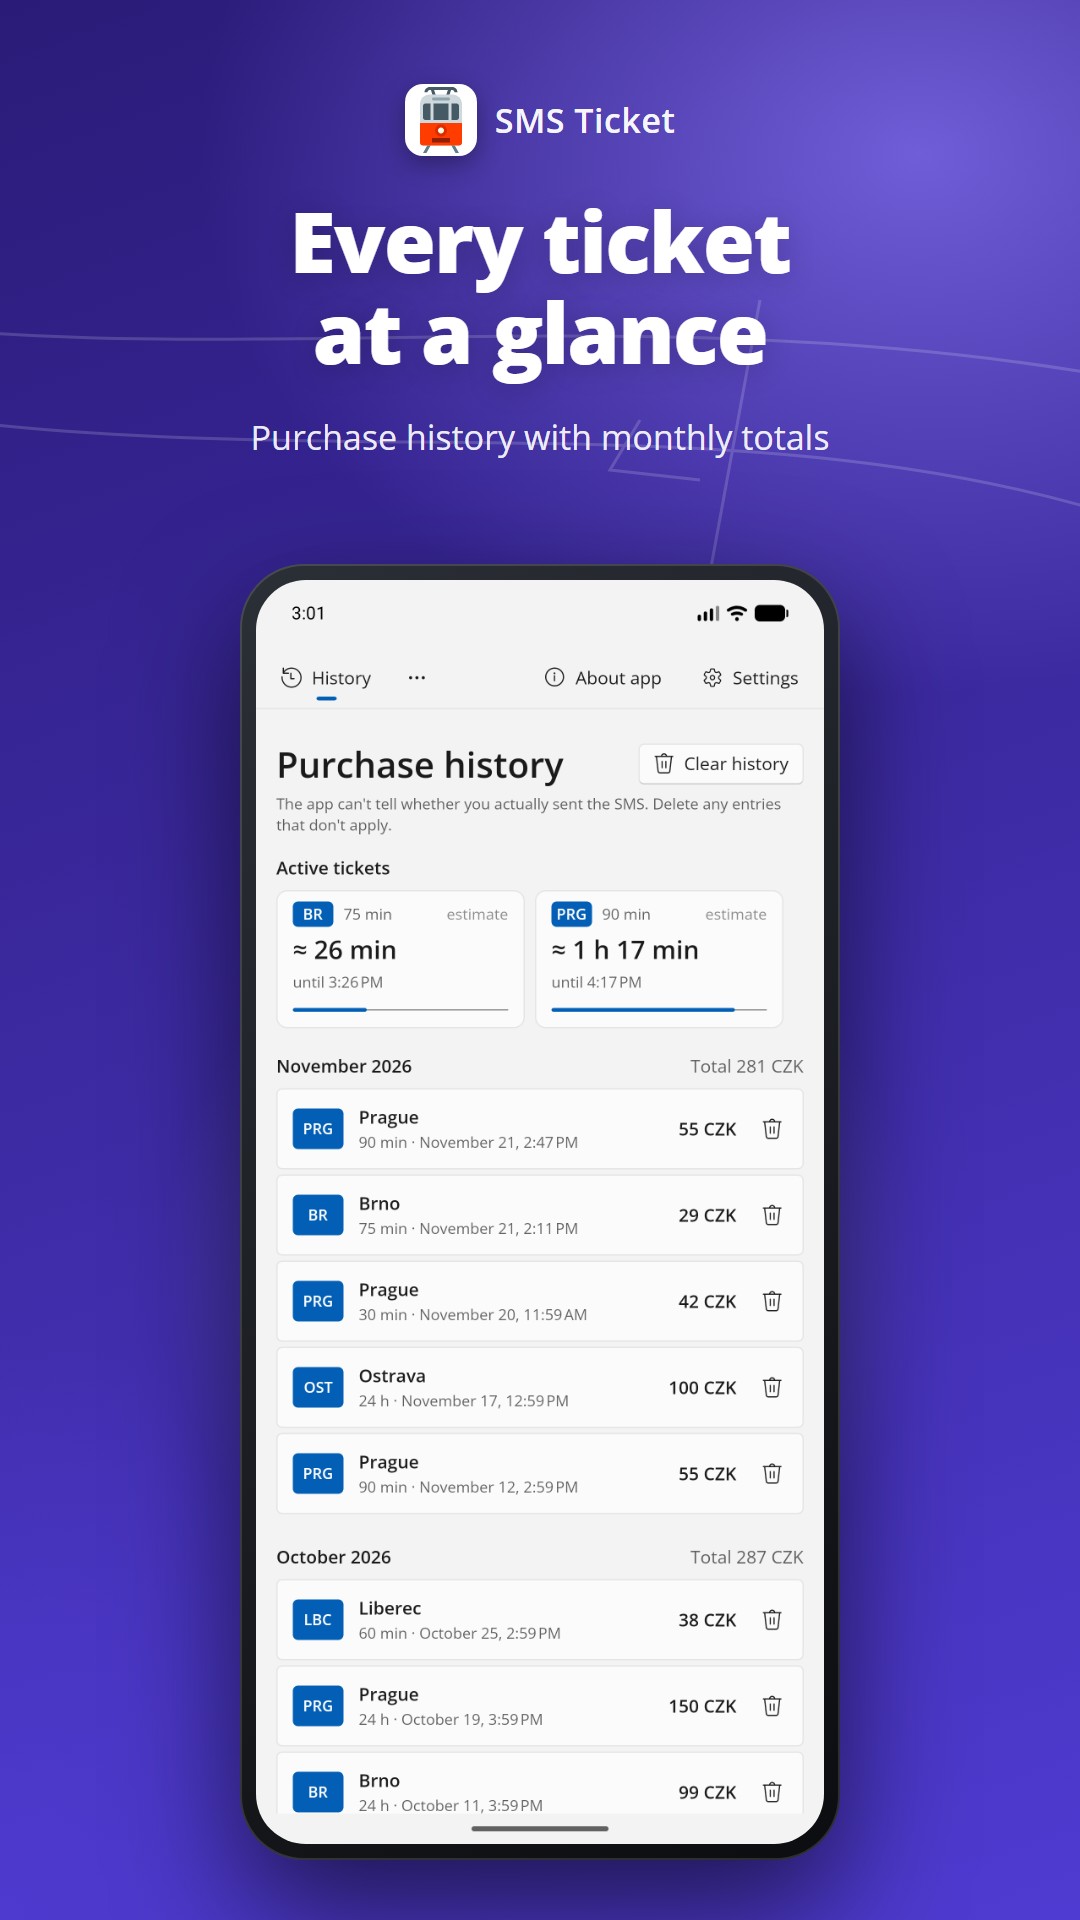 SMS Ticket
Every ticket
at a glance
Purchase history with monthly totals
3:01
History
About app
Settings
Purchase history
Clear history
The app can't tell whether you actually sent the SMS. Delete any entries
that don't apply.
Active tickets
BR 75 min estimate
≈ 26 min
until 3:26 PM
PRG 90 min estimate
≈ 1 h 17 min
until 4:17 PM
November 2026 Total 281 CZK
PRG Prague 55 CZK
90 min · November 21, 2:47 PM
BR Brno 29 CZK
75 min · November 21, 2:11 PM
PRG Prague 42 CZK
30 min · November 20, 11:59 AM
OST Ostrava 100 CZK
24 h · November 17, 12:59 PM
PRG Prague 55 CZK
90 min · November 12, 2:59 PM
October 2026 Total 287 CZK
LBC Liberec 38 CZK
60 min · October 25, 2:59 PM
PRG Prague 150 CZK
24 h · October 19, 3:59 PM
BR Brno 99 CZK
24 h · October 11, 3:59 PM